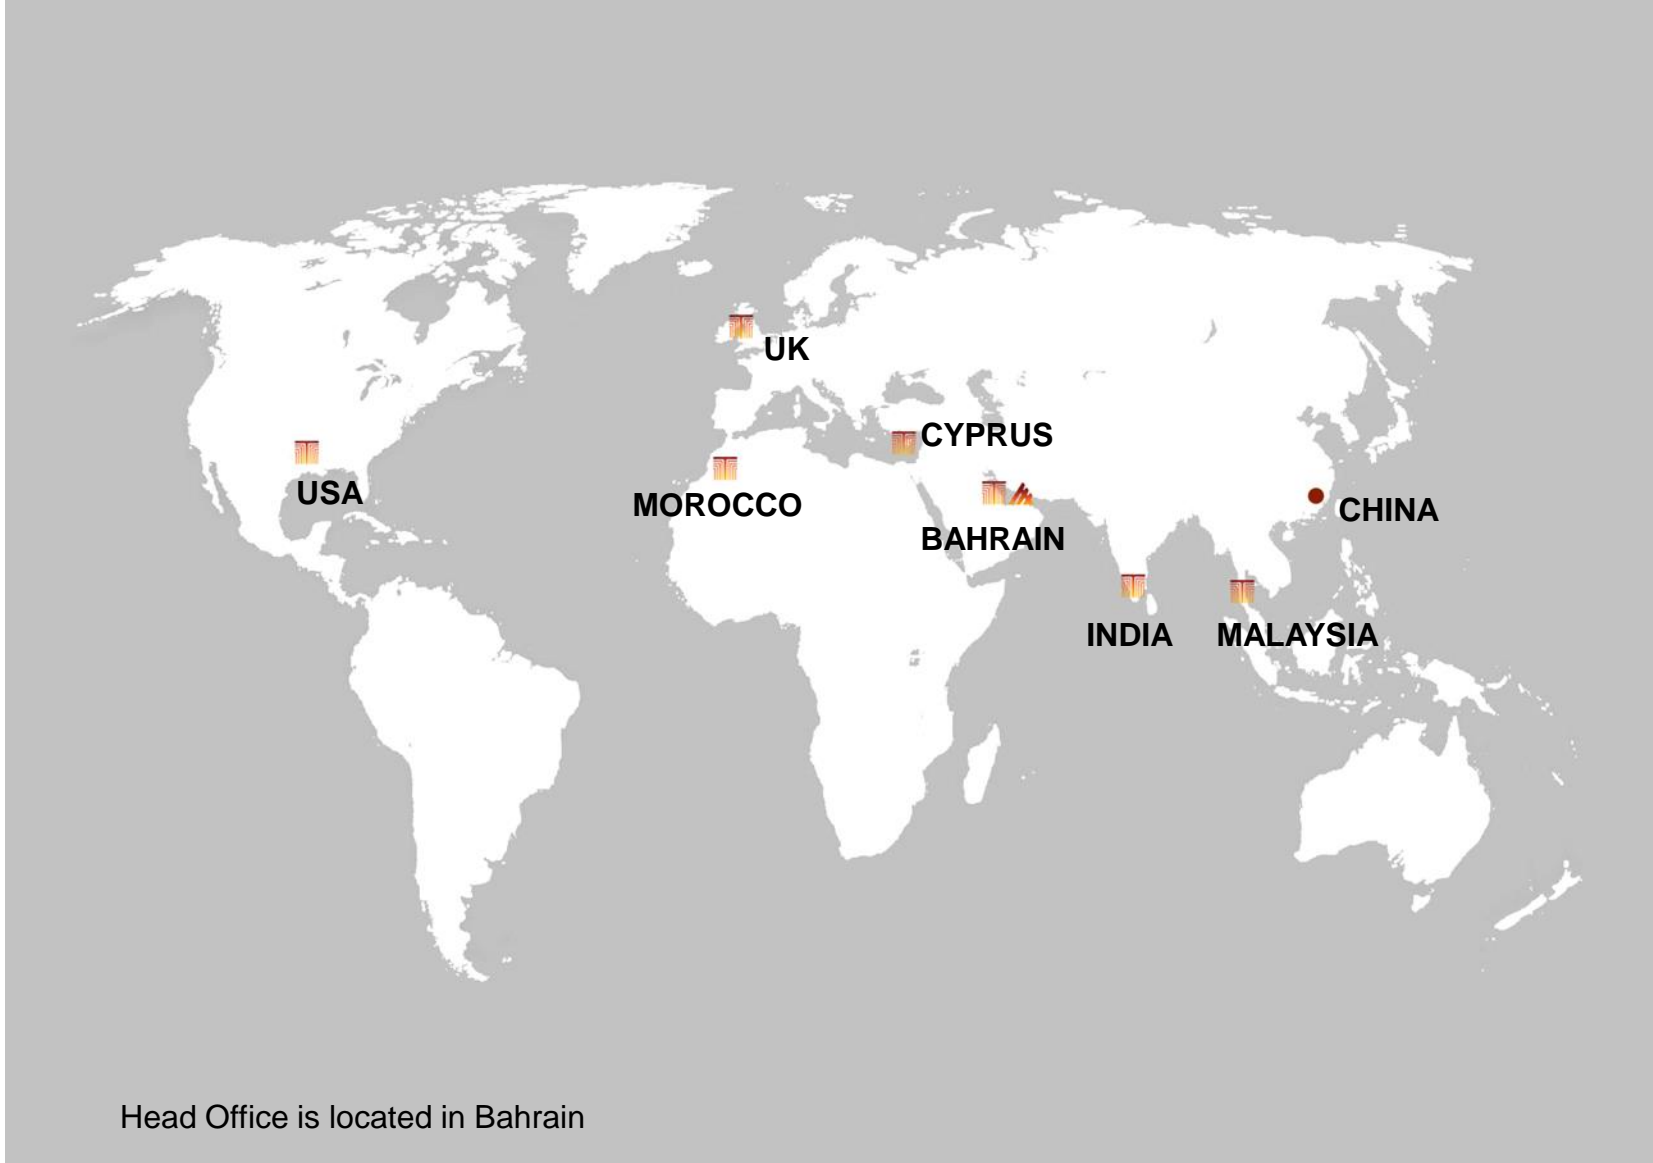 UK
CYPRUS
USA
MOROCCO
CHINA
BAHRAIN
INDIA
MALAYSIA
Head Office is located in Bahrain